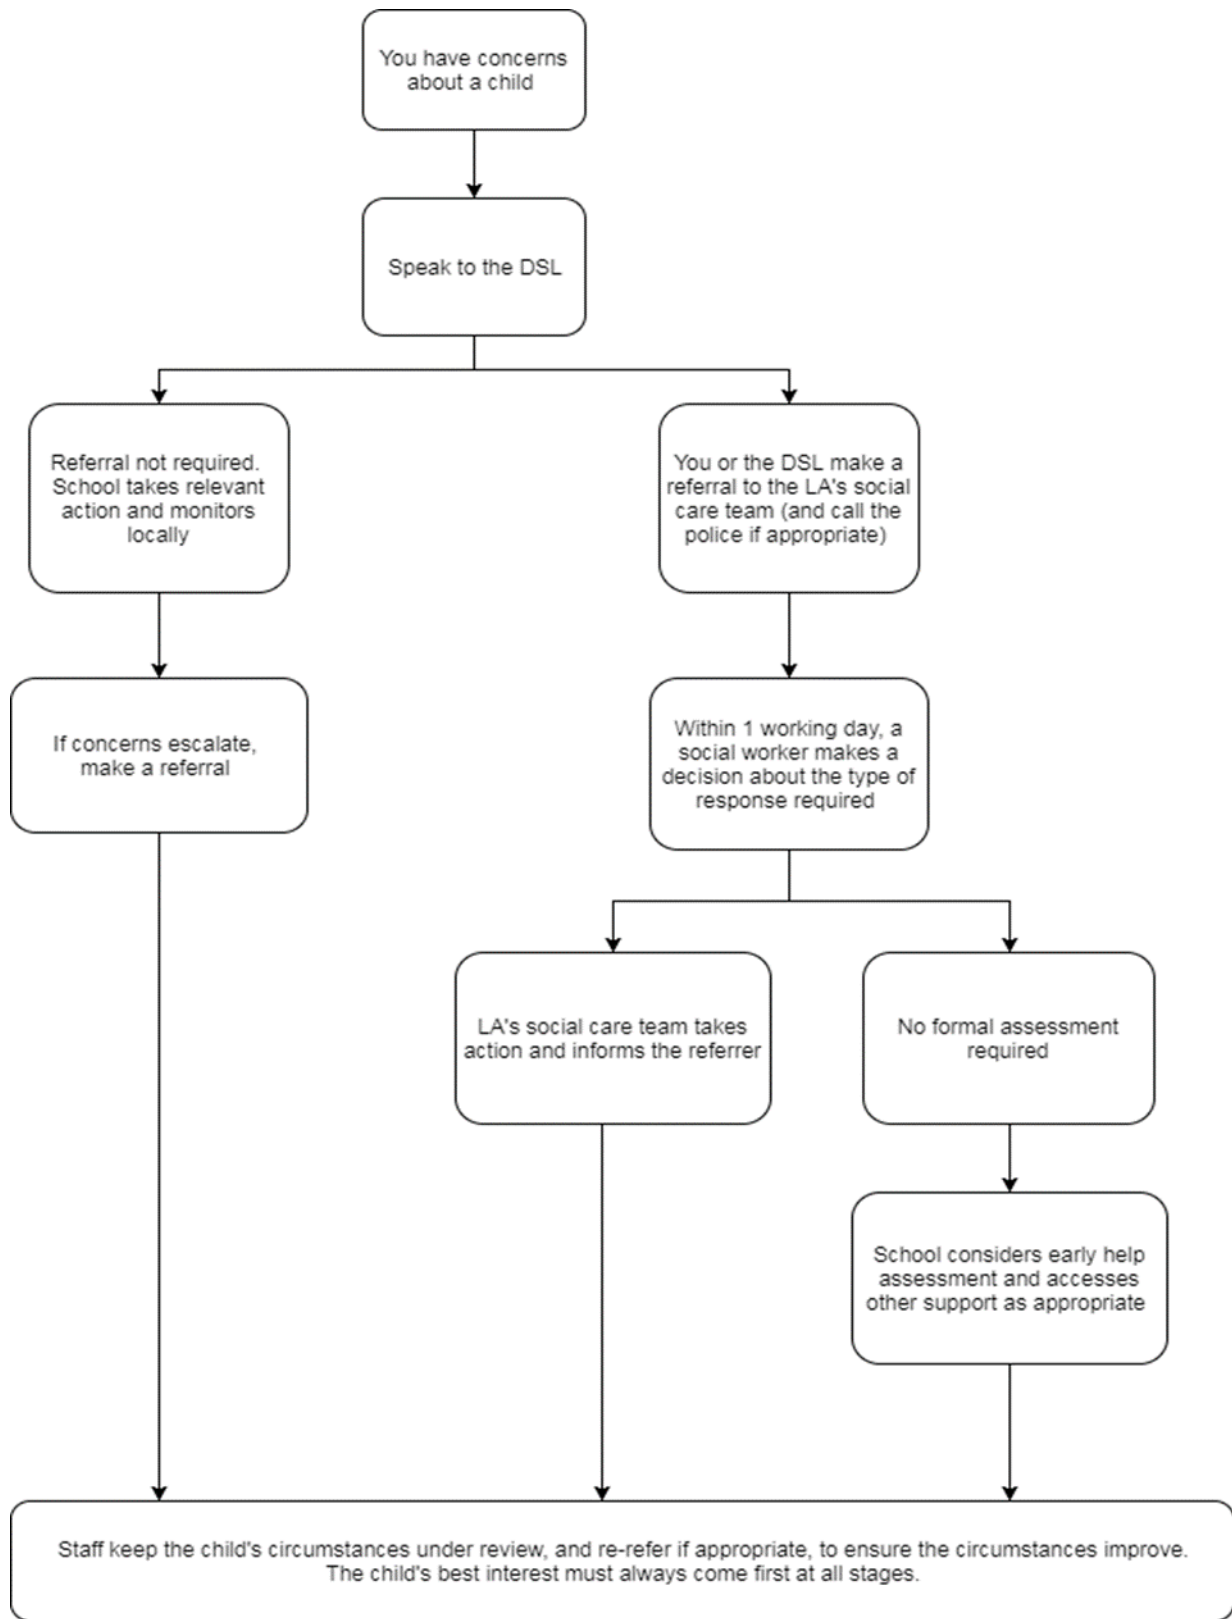 You have concerns
about a child
Speak to the DSL
Referral not required.
School takes relevant
action and monitors
locally
You or the DSL make a
referral to the LA's social
care team (and call the
police if appropriate)
If concerns escalate,
make a referral
Within 1 working day, a
social worker makes a
decision about the type of
response required
LA's social care team takes
action and informs the referrer
No formal assessment
required
School considers early help
assessment and accesses
other support as appropriate
Staff keep the child's circumstances under review, and re-refer if appropriate, to ensure the circumstances improve.
The child's best interest must always come first at all stages.